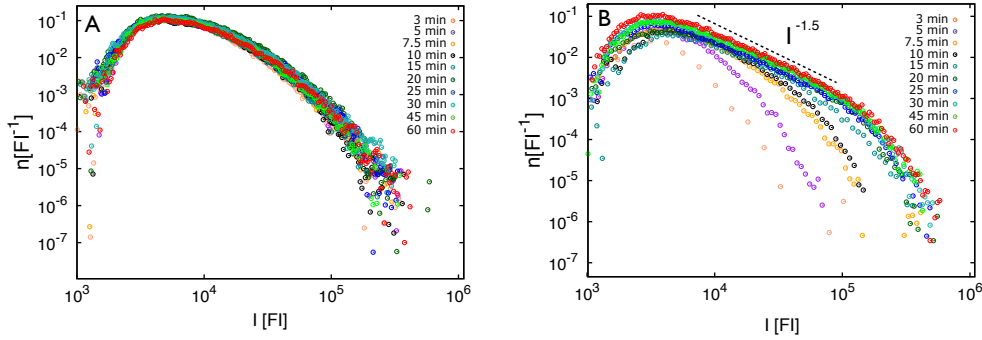 A
3 min
5 min
7.5 min
10 min
15 min
20 min
25 min
30 min
45 min
60 min
10⁻¹
10⁻²
10⁻³
10⁻⁴
10⁻⁵
10⁻⁶
10⁻⁷
n[FI⁻¹]
10³
10⁴
10⁵
10⁶
I [FI]
B
I⁻¹·⁵
3 min
5 min
7.5 min
10 min
15 min
20 min
25 min
30 min
45 min
60 min
10⁻¹
10⁻²
10⁻³
10⁻⁴
10⁻⁵
10⁻⁶
10⁻⁷
n[FI⁻¹]
10³
10⁴
10⁵
10⁶
I [FI]